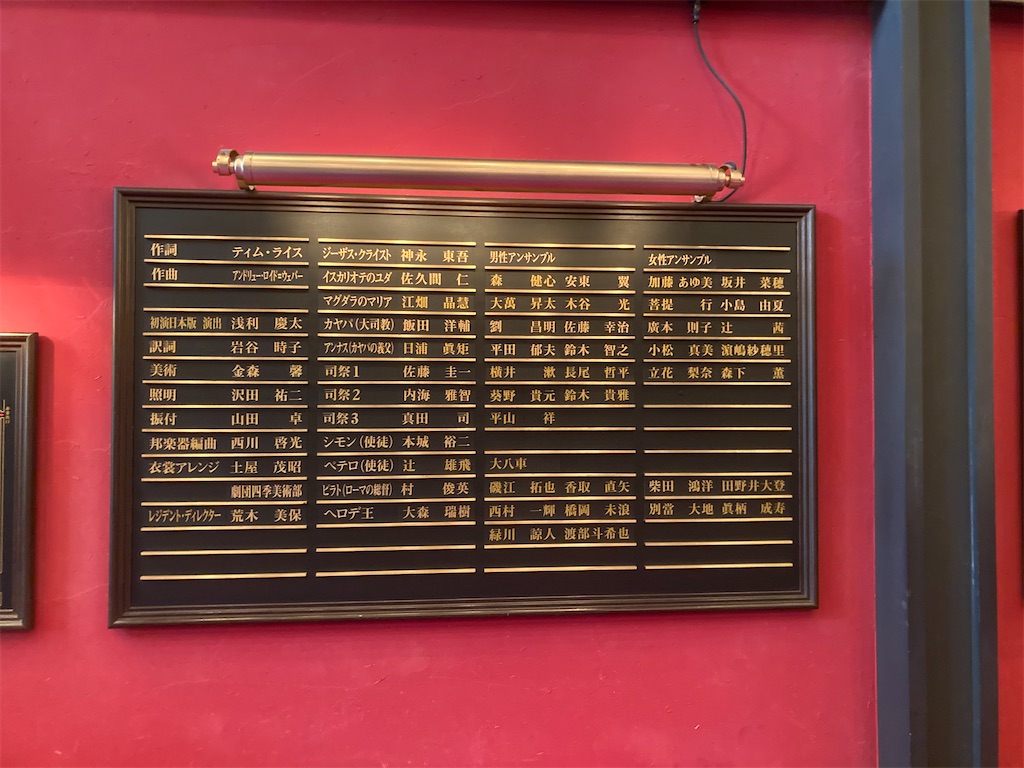 作詞 ティム・ライス
作曲 アンドリュー・ロイド=ウェバー
初演日本版 演出 浅利 慶太
訳詞 岩谷 時子
美術 金森 馨
照明 沢田 祐二
振付 山田 卓
邦楽器編曲 西川 啓光
衣裳アレンジ 土屋 茂昭
劇団四季美術部
レジデント・ディレクター 荒木 美保
ジーザス・クライスト 神永 東吾
イスカリオテのユダ 佐久間 仁
マグダラのマリア 江畑 晶慧
カヤパ(大司教) 飯田 洋輔
アンナス(カヤパの義父) 日浦 眞矩
司祭1 佐藤 圭一
司祭2 内海 雅智
司祭3 真田 司
シモン(使徒) 本城 裕二
ペテロ(使徒) 辻 雄飛
ピラト(ローマの総督) 村 俊英
ヘロデ王 大森 瑞樹
男性アンサンブル
森 健心 安東 翼
大萬 昇太 木谷 光
劉 昌明 佐藤 幸治
平田 郁夫 鈴木 智之
横井 漱 長尾 哲平
葵野 貴元 鈴木 貴雅
平山 祥
大八車
磯江 拓也 香取 直矢
西村 一輝 橋岡 未浪
緑川 諒人 渡部 斗希也
女性アンサンブル
加藤 あゆ美 坂井 菜穂
菩提 行 小島 由夏
廣本 則子 辻 茜
小松 真美 濵嶋 紗穂里
立花 梨奈 森下 薫
柴田 鴻洋 田野井 大登
別當 大地 眞柄 成寿